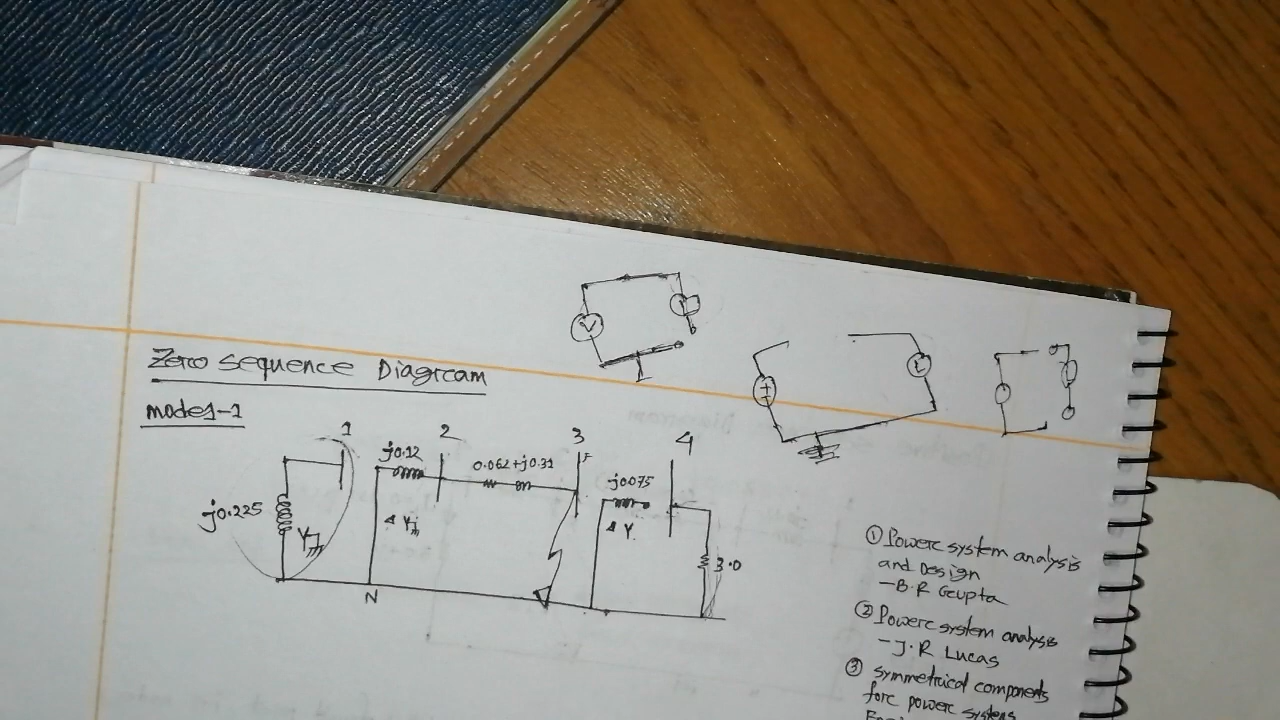 Zero sequence Diagram
modes-1
1
2
3
F
4
j0.12
0.062+j0.31
j0.075
j0.225
Y
Δ Y
Δ Y
3.0
N
① Power system analysis
and Design
-B.R Gupta
② Power system analysis
-J.R Lucas
③ symmetrical components
for power systems